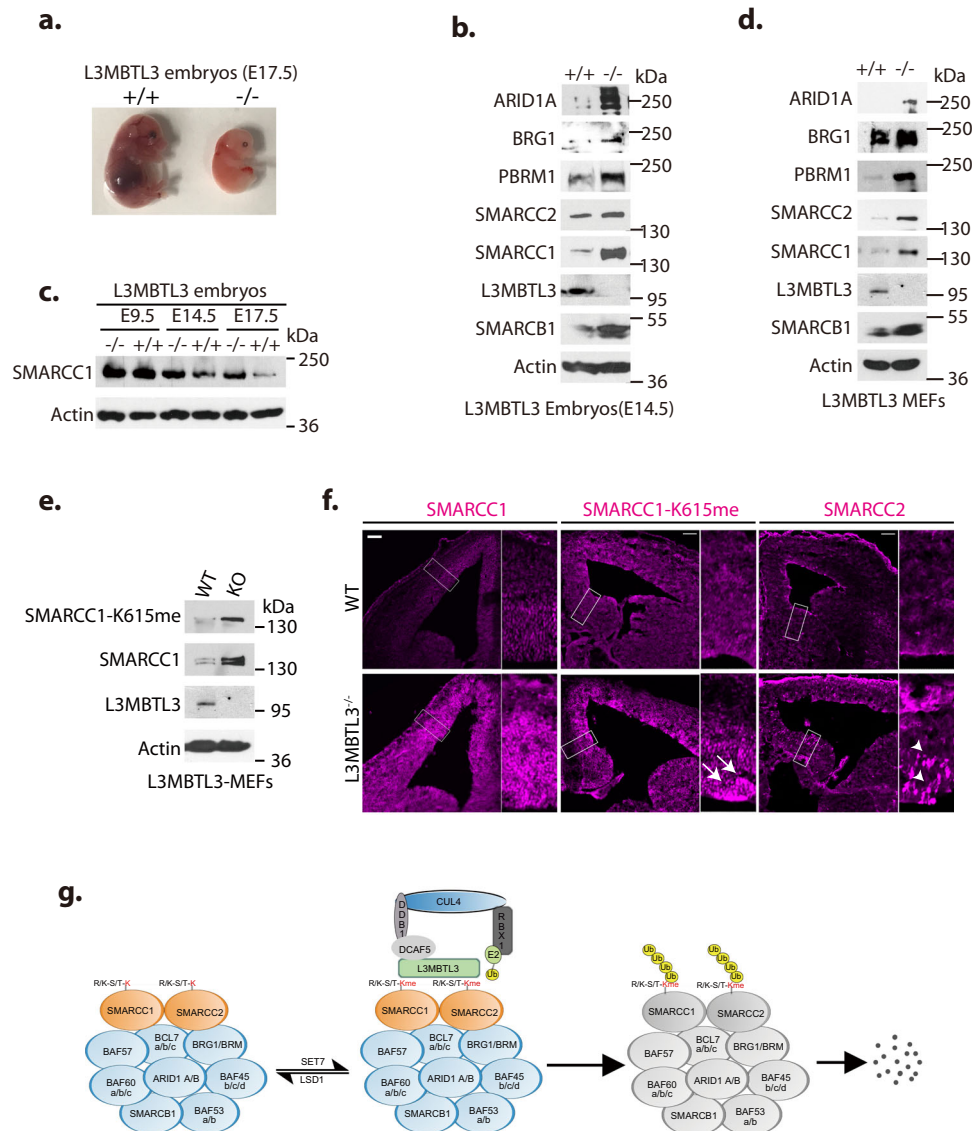 a.
L3MBTL3 embryos (E17.5)
+/+ -/-
b.
+/+ -/- kDa
ARID1A 250
BRG1 250
PBRM1 250
SMARCC2 130
SMARCC1 130
L3MBTL3 95
SMARCB1 55
Actin 36
L3MBTL3 Embryos(E14.5)
c.
L3MBTL3 embryos
E9.5 E14.5 E17.5
-/- +/+ -/- +/+ -/- +/+ kDa
SMARCC1 250
Actin 36
d.
+/+ -/- kDa
ARID1A 250
BRG1 250
PBRM1 250
SMARCC2 130
SMARCC1 130
L3MBTL3 95
SMARCB1 55
Actin 36
L3MBTL3 MEFs
e.
WT KO kDa
SMARCC1-K615me 130
SMARCC1 130
L3MBTL3 95
Actin 36
L3MBTL3-MEFs
f.
SMARCC1 SMARCC1-K615me SMARCC2
WT
L3MBTL3-/-
g.
R/K-S/T-K R/K-S/T-K
SMARCC1 SMARCC2
BAF57 BCL7 a/b/c BRG1/BRM
BAF60 a/b/c ARID1 A/B BAF45 b/c/d
SMARCB1 BAF53 a/b
SET7
LSD1
CUL4
DDB1 RBX1
DCAF5 E2
L3MBTL3 Ub
R/K-S/T-Kme R/K-S/T-Kme
SMARCC1 SMARCC2
BAF57 BCL7 a/b/c BRG1/BRM
BAF60 a/b/c ARID1 A/B BAF45 b/c/d
SMARCB1 BAF53 a/b
Ub Ub Ub Ub Ub Ub Ub Ub
R/K-S/T-Kme R/K-S/T-Kme
SMARCC1 SMARCC2
BAF57 BCL7 a/b/c BRG1/BRM
BAF60 a/b/c ARID1 A/B BAF45 b/c/d
SMARCB1 BAF53 a/b